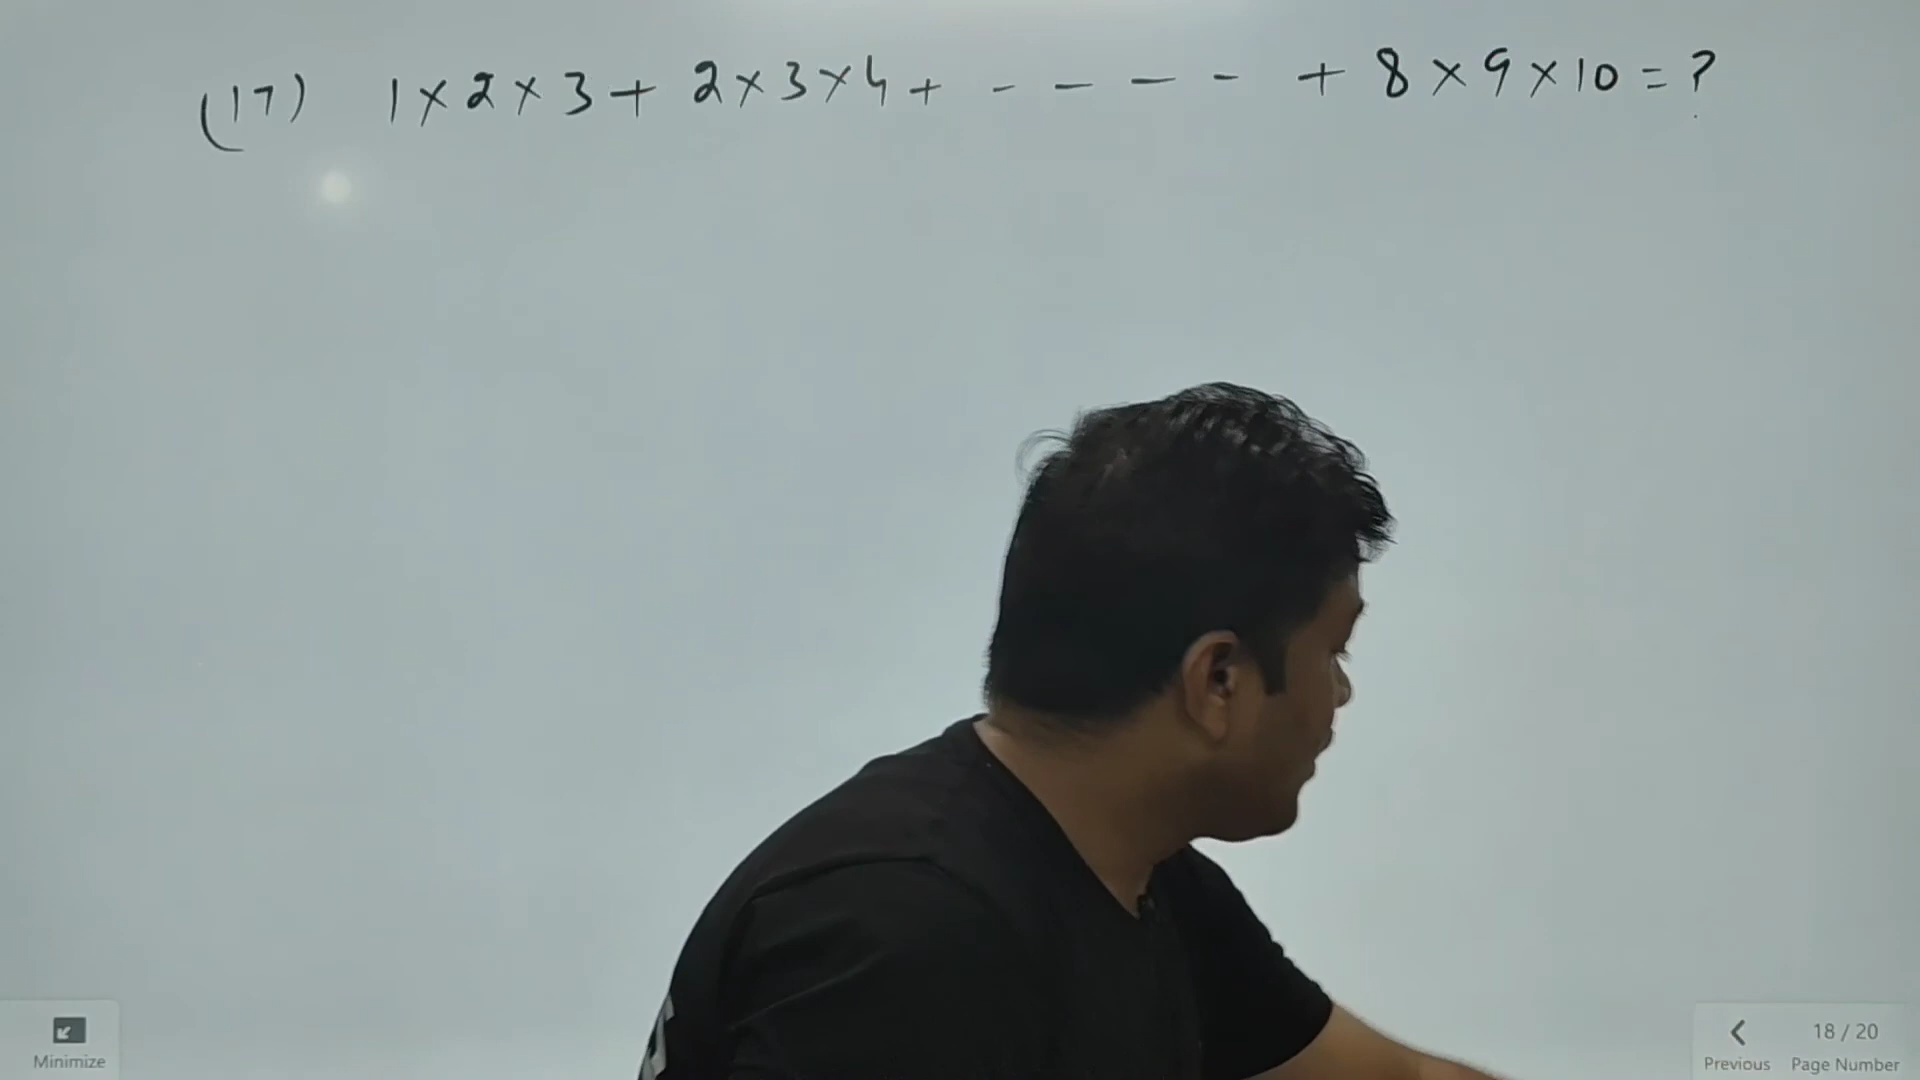 (17) 1 × 2 × 3 + 2 × 3 × 4 + - - - - + 8 × 9 × 10 = ?
Minimize
18 / 20
Previous Page Number